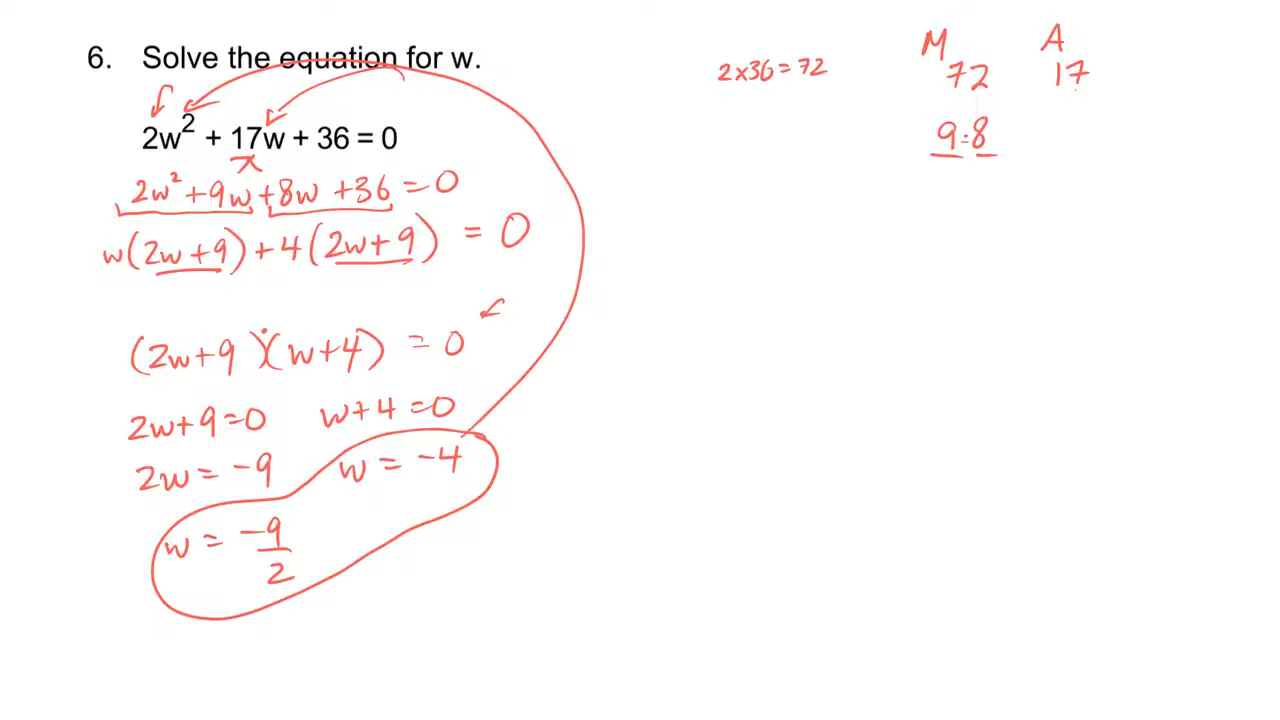 6. Solve the equation for w.
2w² + 17w + 36 = 0
2w² + 9w + 8w + 36 = 0
w(2w + 9) + 4(2w + 9) = 0
(2w + 9)(w + 4) = 0
2w + 9 = 0 w + 4 = 0
2w = -9 w = -4
w = -9/2
2x36 = 72
M A
72 17
9:8